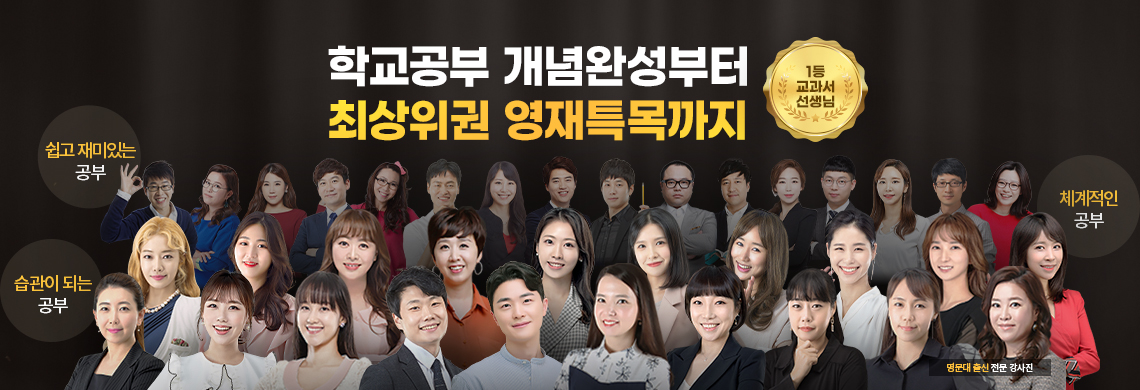 학교공부 개념완성부터
최상위권 영재특목까지
1등
교과서
선생님
쉽고 재미있는
공부
체계적인
공부
습관이 되는
공부
명문대 출신 전문 강사진